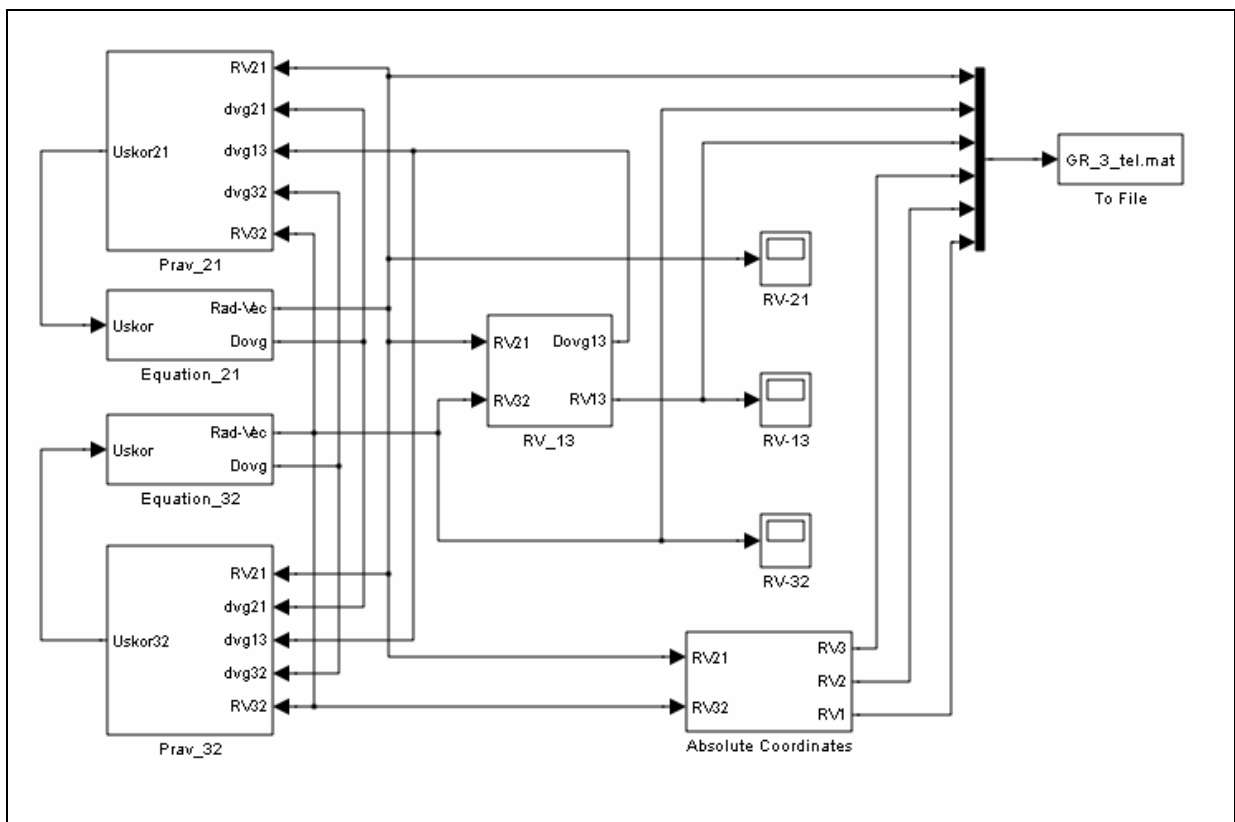 RV21
dvg21
Uskor21
dvg13
dvg32
RV32
Prav_21
Rad-Vec
Uskor
Dovg
Equation_21
Rad-Vec
Uskor
Dovg
Equation_32
RV21
dvg21
Uskor32
dvg13
dvg32
RV32
Prav_32
RV21
Dovg13
RV32
RV13
RV_13
RV-21
RV-13
RV-32
RV21
RV3
RV2
RV32
RV1
Absolute Coordinates
GR_3_tel.mat
To File